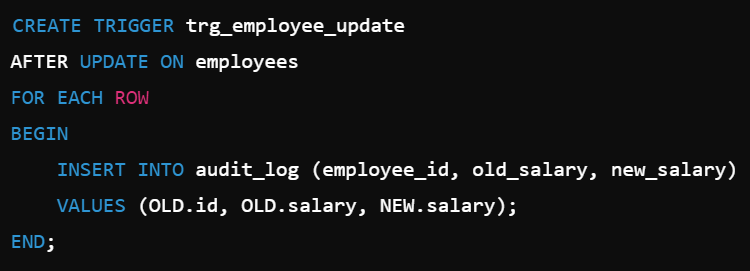 CREATE TRIGGER trg_employee_update
AFTER UPDATE ON employees
FOR EACH ROW
BEGIN
    INSERT INTO audit_log (employee_id, old_salary, new_salary)
    VALUES (OLD.id, OLD.salary, NEW.salary);
END;